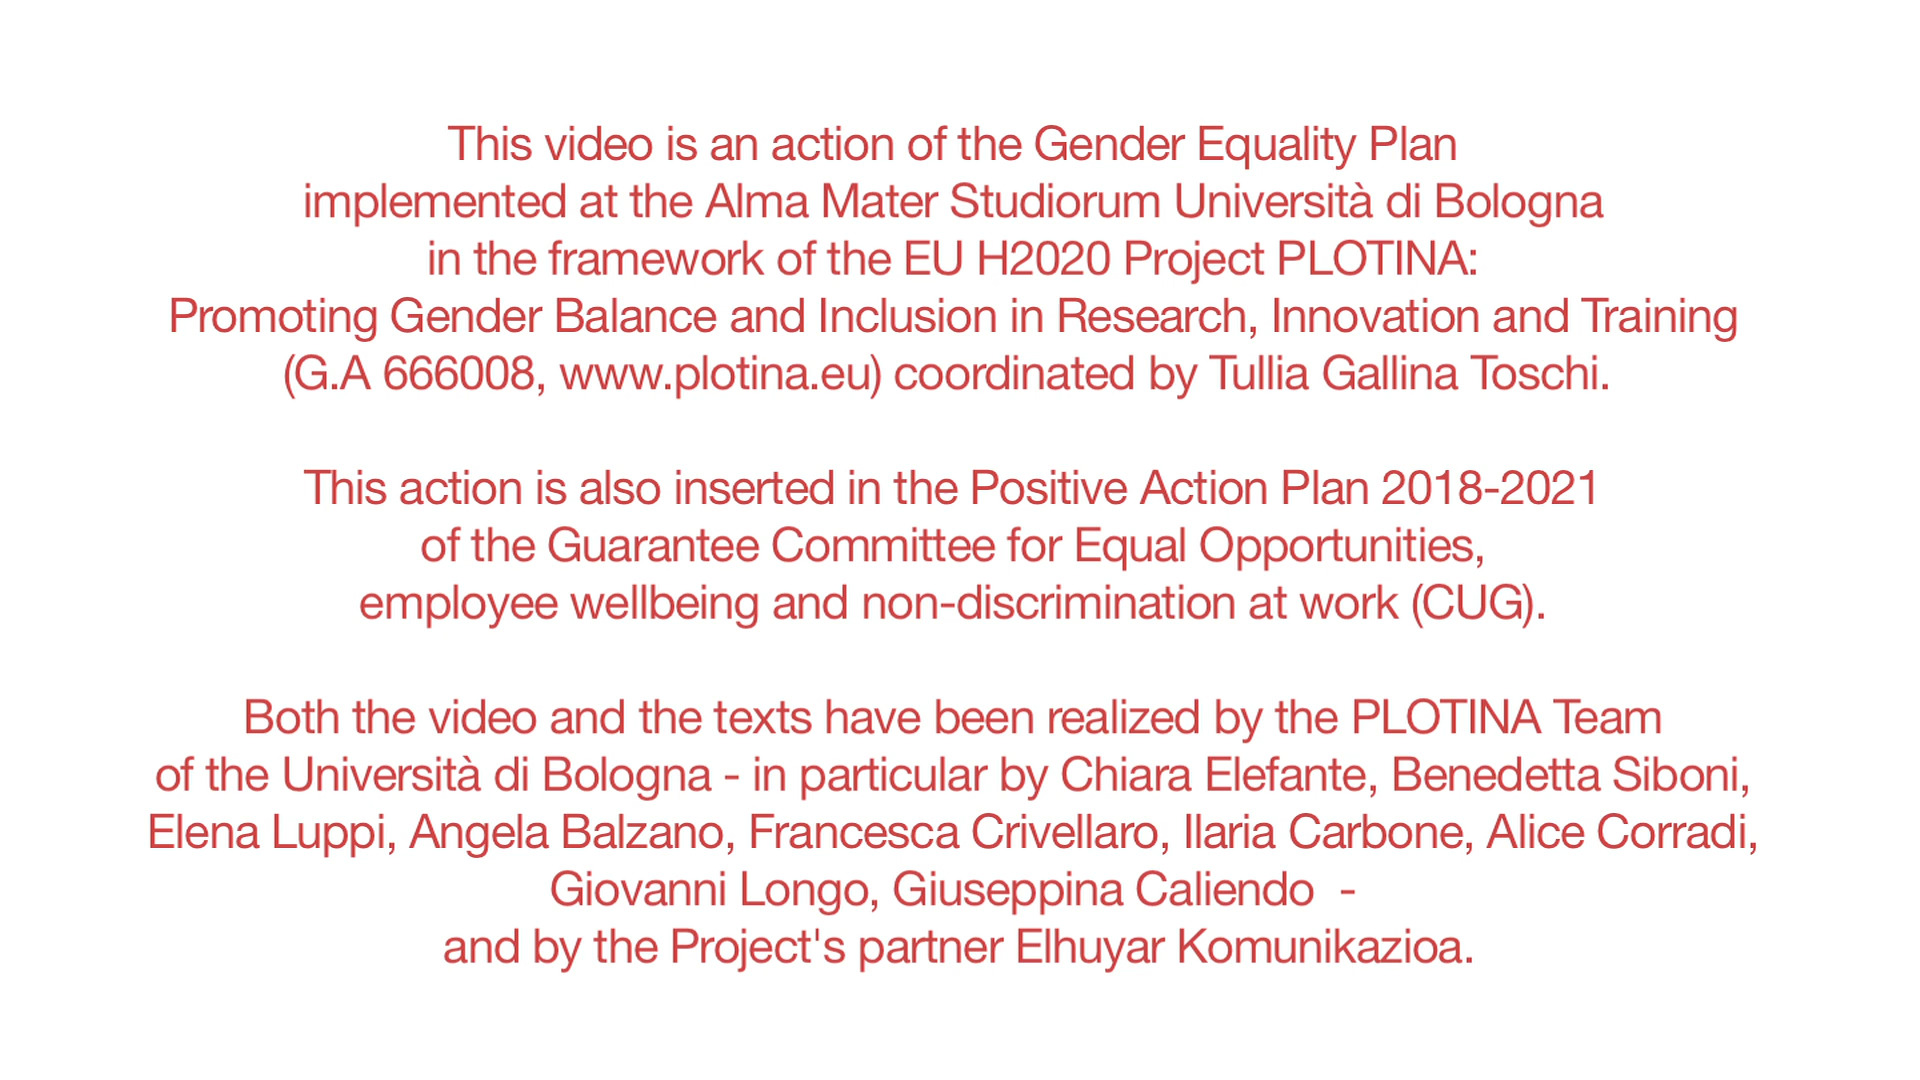 This video is an action of the Gender Equality Plan
implemented at the Alma Mater Studiorum Università di Bologna
in the framework of the EU H2020 Project PLOTINA:
Promoting Gender Balance and Inclusion in Research, Innovation and Training
(G.A 666008, www.plotina.eu) coordinated by Tullia Gallina Toschi.
This action is also inserted in the Positive Action Plan 2018-2021
of the Guarantee Committee for Equal Opportunities,
employee wellbeing and non-discrimination at work (CUG).
Both the video and the texts have been realized by the PLOTINA Team
of the Università di Bologna - in particular by Chiara Elefante, Benedetta Siboni,
Elena Luppi, Angela Balzano, Francesca Crivellaro, Ilaria Carbone, Alice Corradi,
Giovanni Longo, Giuseppina Caliendo  -
and by the Project's partner Elhuyar Komunikazioa.